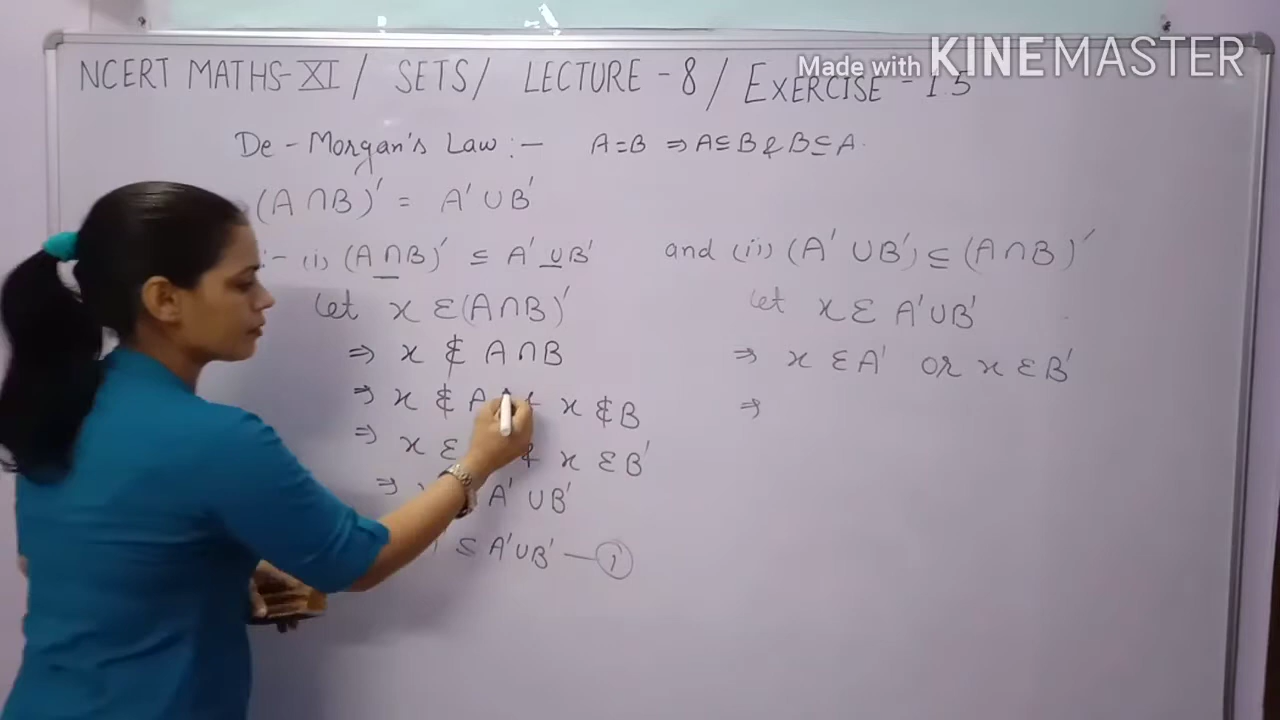 Made with KINEMASTER
NCERT MATHS-XI / SETS / LECTURE - 8 / EXERCISE - 1.5
De-Morgan's Law :- A = B ⇒ A ⊆ B & B ⊆ A.
(A ∩ B)' = A' ∪ B'
:- (i) (A ∩ B)' ⊆ A' ∪ B'
Let x ∈ (A ∩ B)'
⇒ x ∉ A ∩ B
⇒ x ∉ A x ∉ B
⇒ x ∈ & x ∈ B'
⇒ A' ∪ B'
⊆ A' ∪ B' — (i)
and (ii) (A' ∪ B') ⊆ (A ∩ B)'
Let x ∈ A' ∪ B'
⇒ x ∈ A' or x ∈ B'
⇒